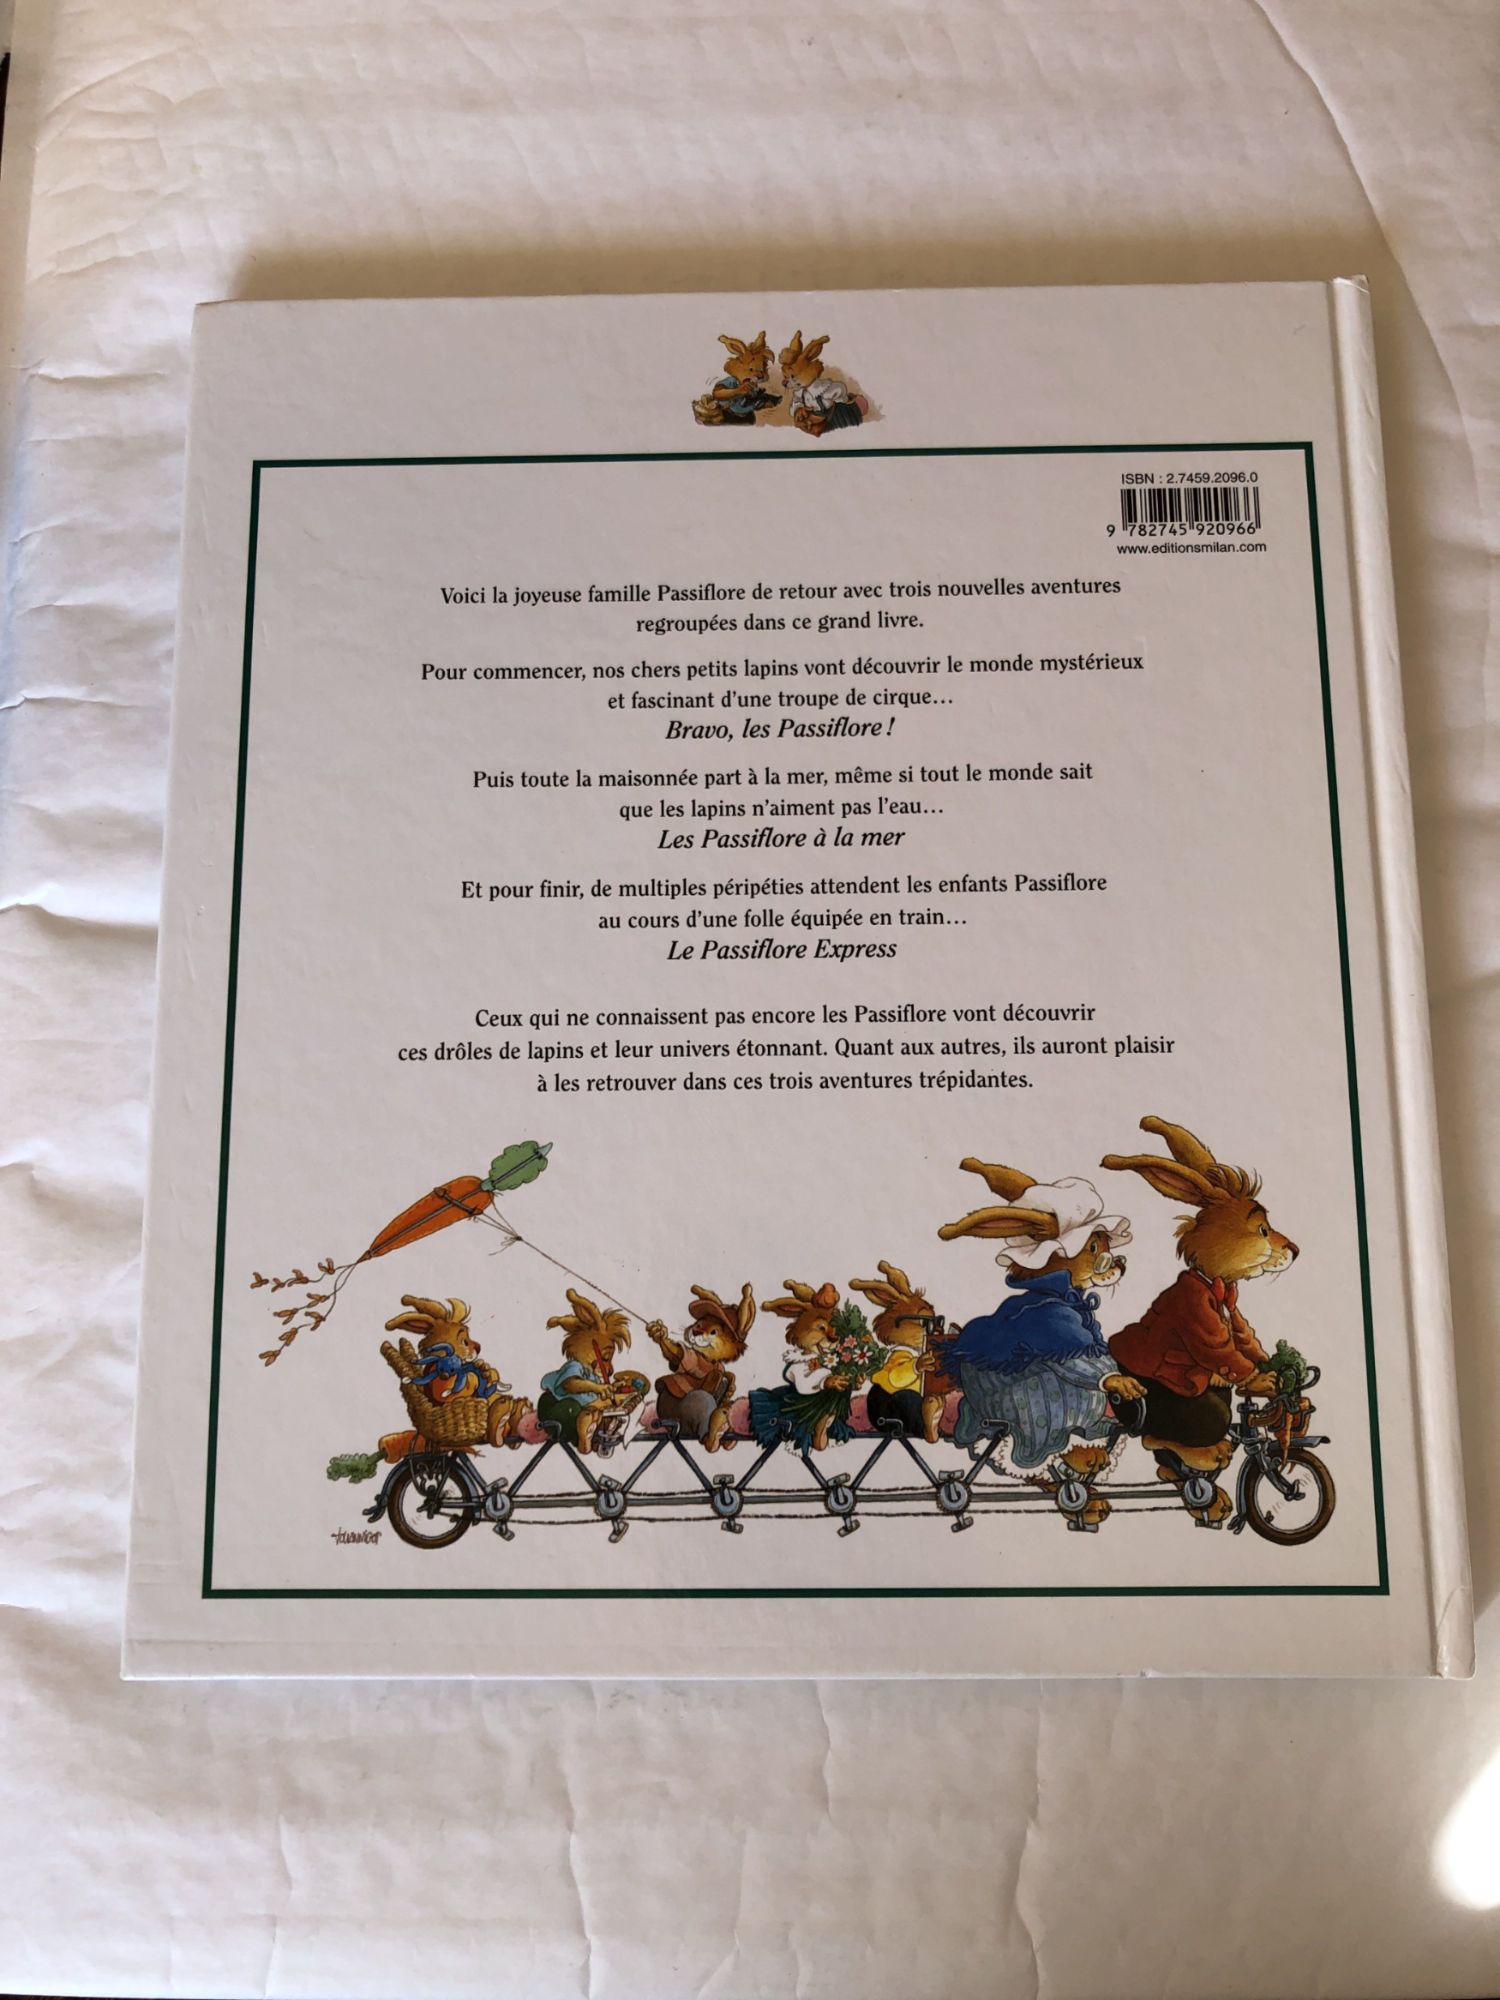 ISBN : 2.7459.2096.0
9 782745 920966
www.editionsmilan.com
Voici la joyeuse famille Passiflore de retour avec trois nouvelles aventures
regroupées dans ce grand livre.
Pour commencer, nos chers petits lapins vont découvrir le monde mystérieux
et fascinant d'une troupe de cirque...
Bravo, les Passiflore !
Puis toute la maisonnée part à la mer, même si tout le monde sait
que les lapins n'aiment pas l'eau...
Les Passiflore à la mer
Et pour finir, de multiples péripéties attendent les enfants Passiflore
au cours d'une folle équipée en train...
Le Passiflore Express
Ceux qui ne connaissent pas encore les Passiflore vont découvrir
ces drôles de lapins et leur univers étonnant. Quant aux autres, ils auront plaisir
à les retrouver dans ces trois aventures trépidantes.